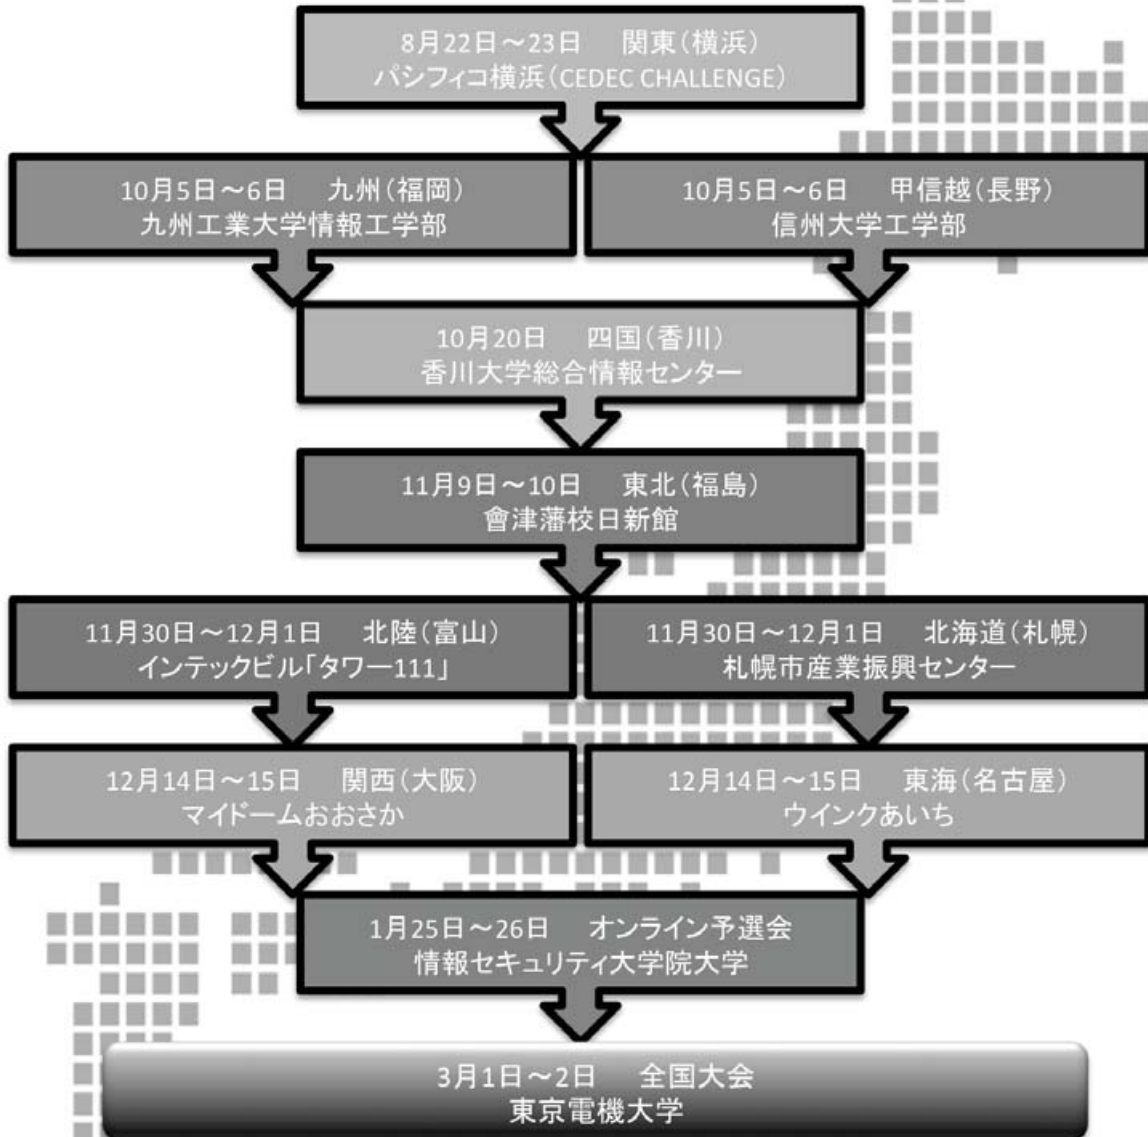 8月22日～23日　関東（横浜）
パシフィコ横浜（CEDEC CHALLENGE）
10月5日～6日　九州（福岡）
九州工業大学情報工学部
10月5日～6日　甲信越（長野）
信州大学工学部
10月20日　四国（香川）
香川大学総合情報センター
11月9日～10日　東北（福島）
會津藩校日新館
11月30日～12月1日　北陸（富山）
インテックビル「タワー111」
11月30日～12月1日　北海道（札幌）
札幌市産業振興センター
12月14日～15日　関西（大阪）
マイドームおおさか
12月14日～15日　東海（名古屋）
ウインクあいち
1月25日～26日　オンライン予選会
情報セキュリティ大学院大学
3月1日～2日　全国大会
東京電機大学